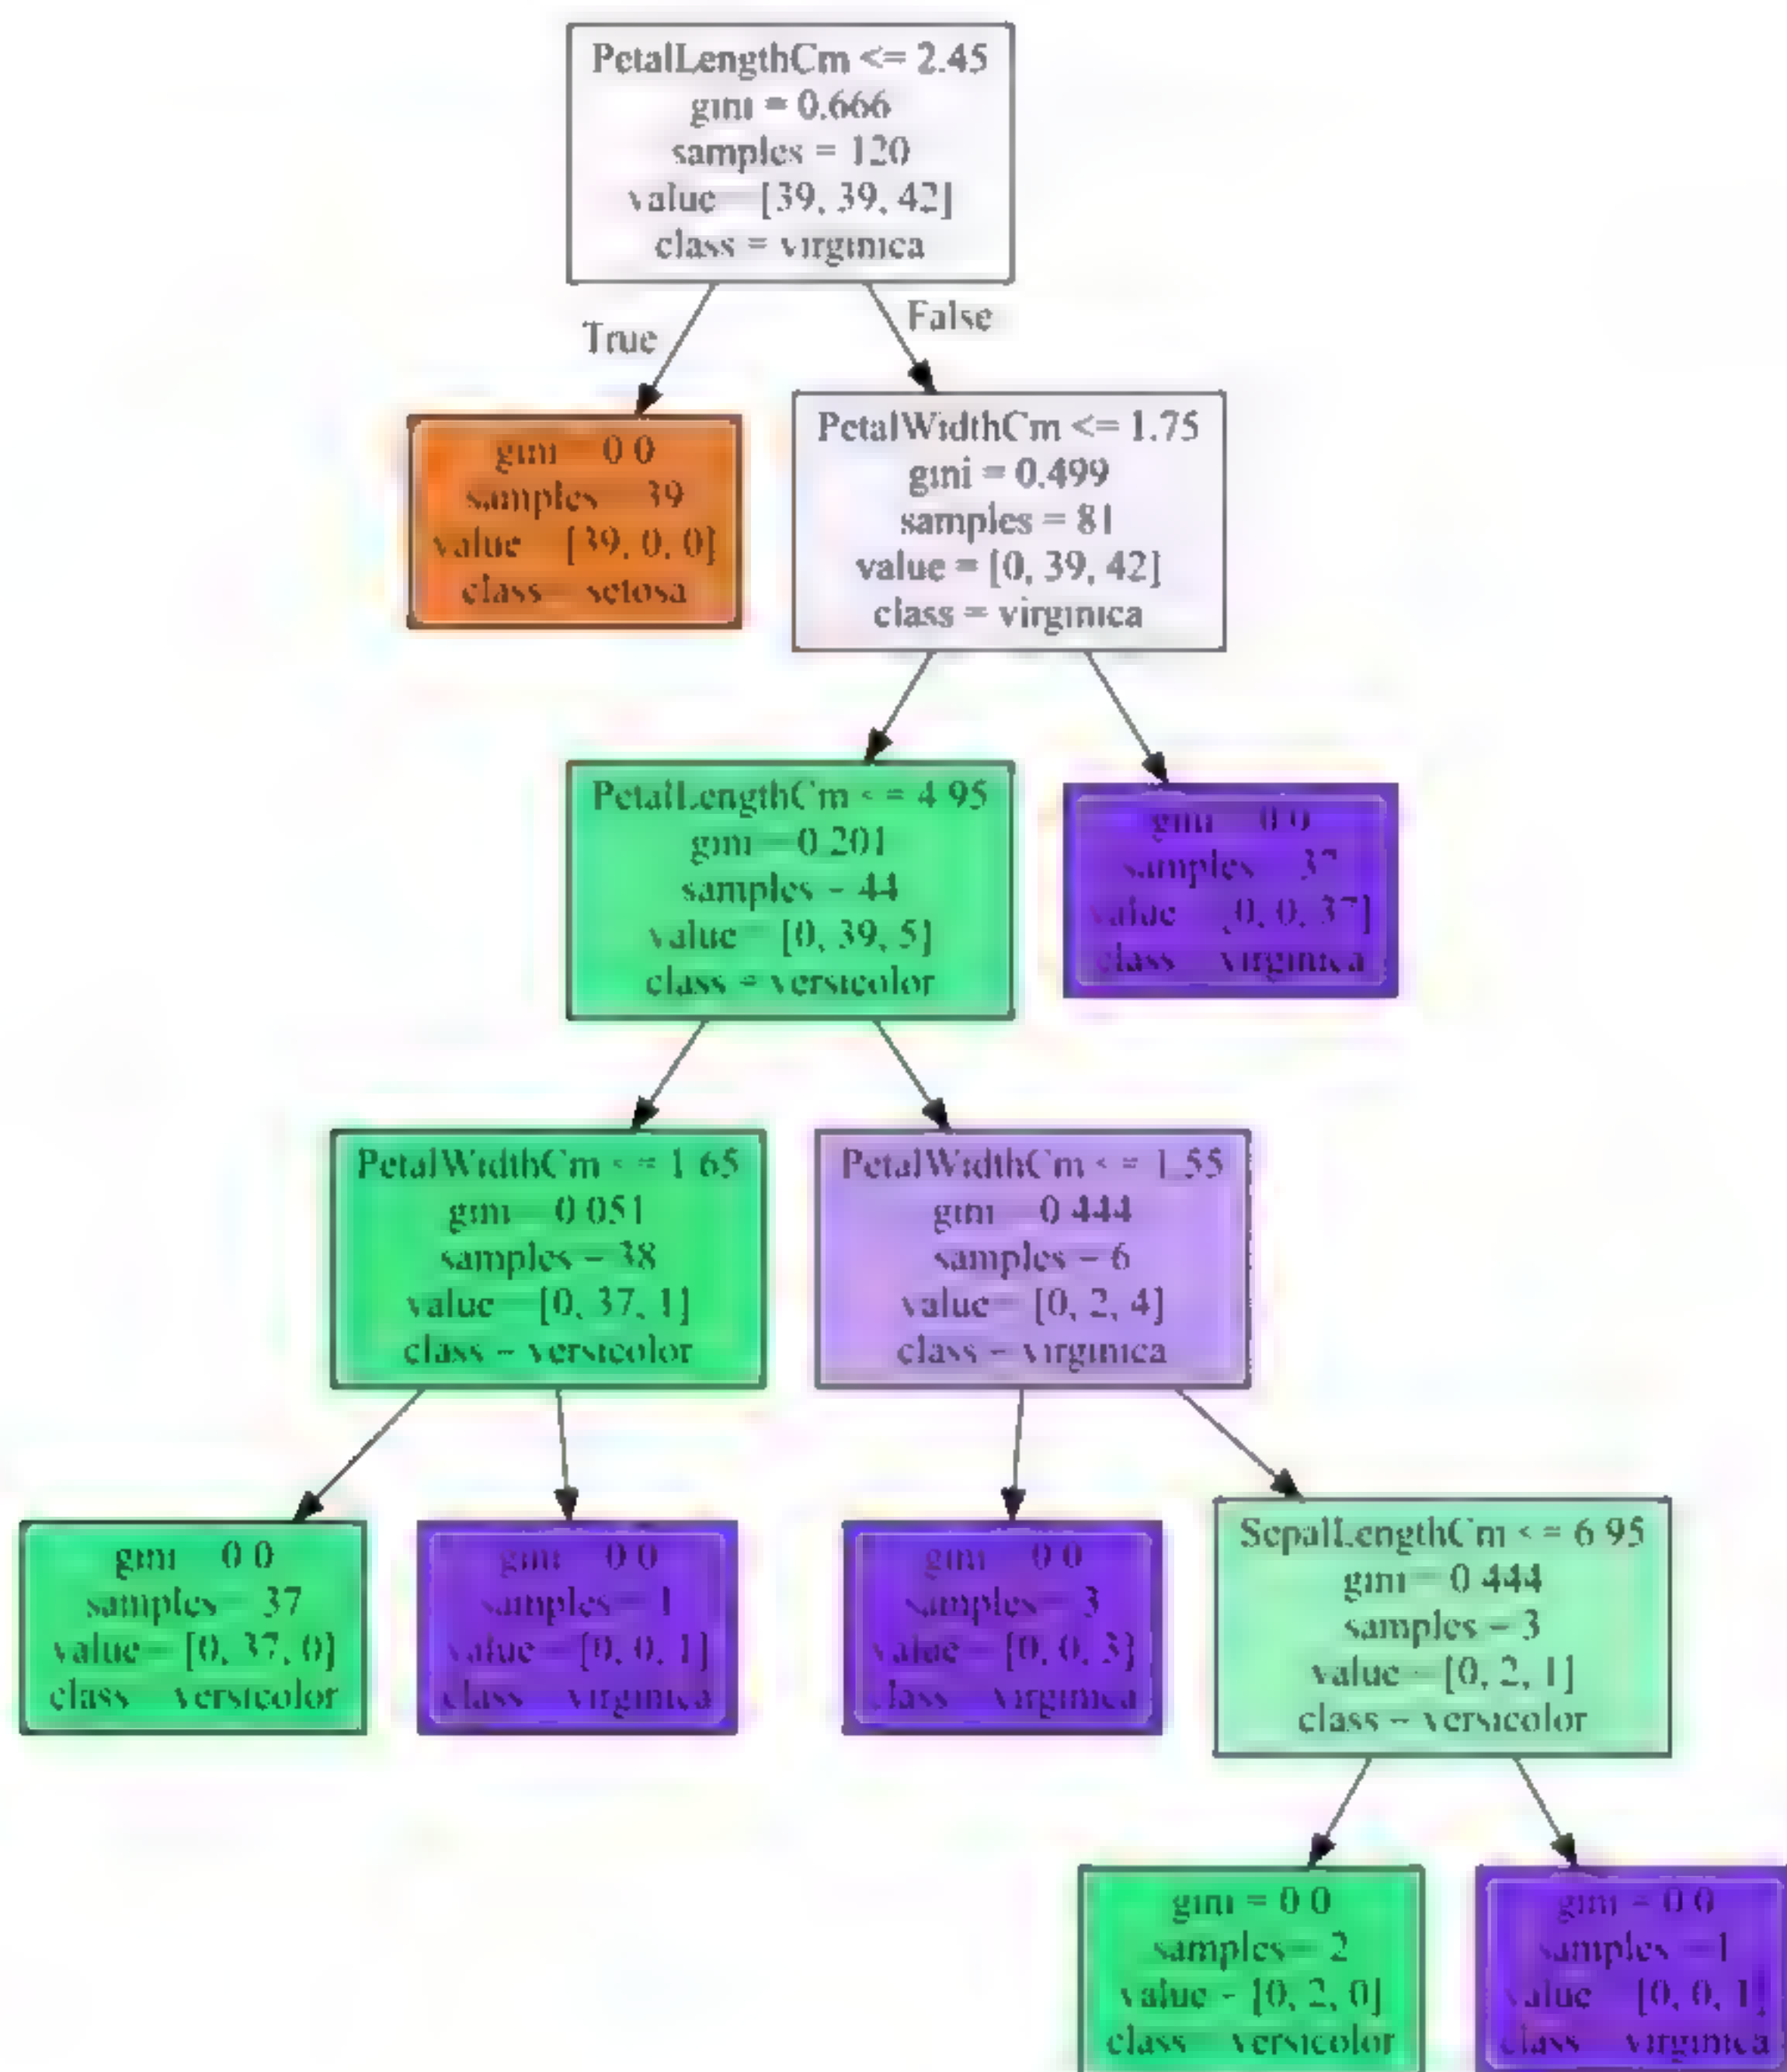 PetalLengthCm <= 2.45
gini = 0.666
samples = 120
value = [39, 39, 42]
class = virginica
True
False
gini = 0.0
samples = 39
value = [39, 0, 0]
class = setosa
PetalWidthCm <= 1.75
gini = 0.499
samples = 81
value = [0, 39, 42]
class = virginica
PetalLengthCm <= 4.95
gini = 0.201
samples = 44
value = [0, 39, 5]
class = versicolor
gini = 0.0
samples = 37
value = [0, 0, 37]
class = virginica
PetalWidthCm <= 1.65
gini = 0.051
samples = 38
value = [0, 37, 1]
class = versicolor
PetalWidthCm <= 1.55
gini = 0.444
samples = 6
value = [0, 2, 4]
class = virginica
gini = 0.0
samples = 37
value = [0, 37, 0]
class = versicolor
gini = 0.0
samples = 1
value = [0, 0, 1]
class = virginica
gini = 0.0
samples = 3
value = [0, 0, 3]
class = virginica
SepalLengthCm <= 6.95
gini = 0.444
samples = 3
value = [0, 2, 1]
class = versicolor
gini = 0.0
samples = 2
value = [0, 2, 0]
class = versicolor
gini = 0.0
samples = 1
value = [0, 0, 1]
class = virginica